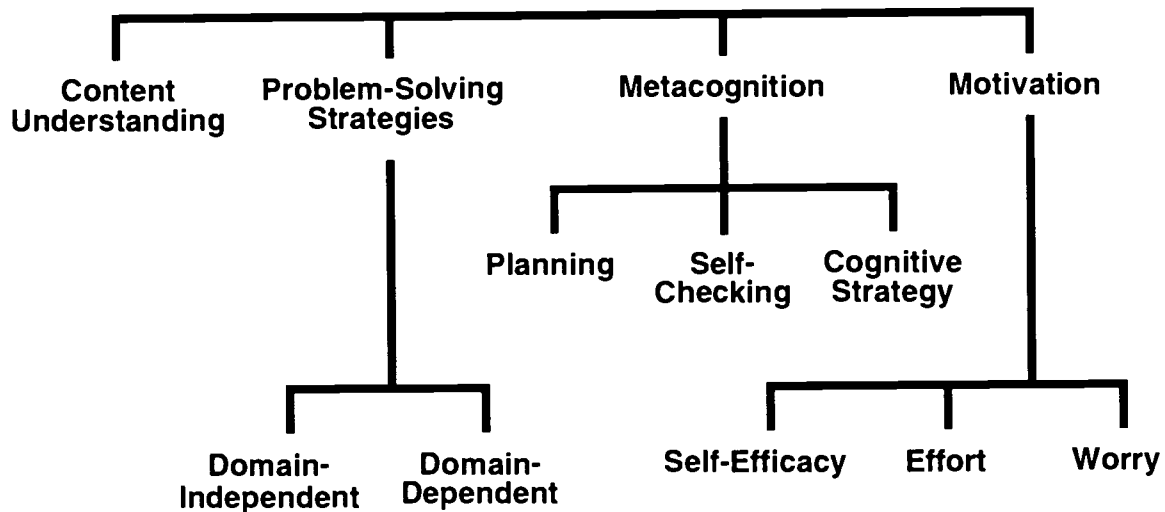 Content
Understanding
Problem-Solving
Strategies
Metacognition
Motivation
Planning
Self-
Checking
Cognitive
Strategy
Domain-
Independent
Domain-
Dependent
Self-Efficacy
Effort
Worry